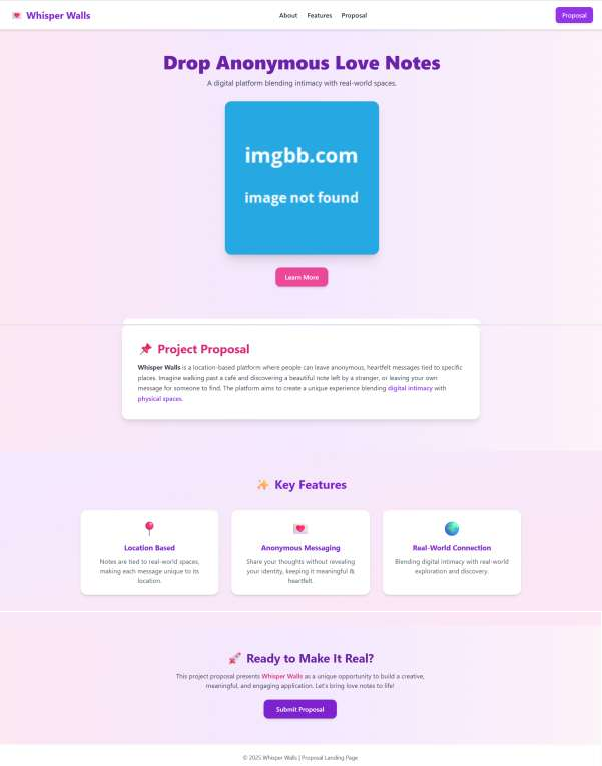 Whisper Walls
About Features Proposal
Proposal
Drop Anonymous Love Notes
A digital platform blending intimacy with real-world spaces.
imgbb.com
image not found
Learn More
Project Proposal
Whisper Walls is a location-based platform where people can leave anonymous, heartfelt messages tied to specific
places. Imagine walking past a café and discovering a beautiful note left by a stranger, or leaving your own
message for someone to find. The platform aims to create a unique experience blending digital intimacy with
physical spaces.
Key Features
Location Based
Notes are tied to real-world spaces,
making each message unique to its
location.
Anonymous Messaging
Share your thoughts without revealing
your identity, keeping it meaningful &
heartfelt.
Real-World Connection
Blending digital intimacy with real-world
exploration and discovery.
Ready to Make It Real?
This project proposal presents Whisper Walls as a unique opportunity to build a creative,
meaningful, and engaging application. Let's bring love notes to life!
Submit Proposal
© 2025 Whisper Walls | Proposal Landing Page